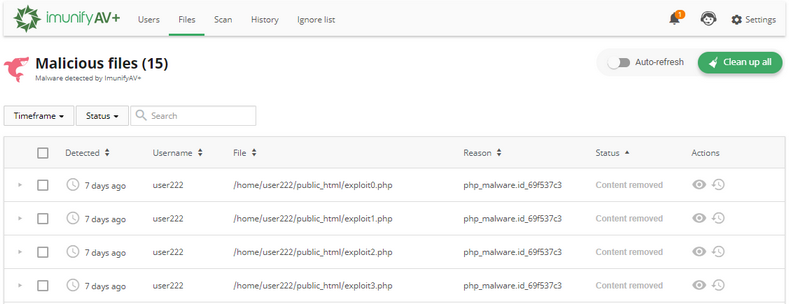 imunify AV+ Users Files Scan History Ignore list 1 Settings
Malicious files (15)
Malware detected by ImunifyAV+
Auto-refresh Clean up all
Timeframe Status Search
Detected Username File Reason Status Actions
7 days ago user222 /home/user222/public_html/exploit0.php php_malware.id_69f537c3 Content removed
7 days ago user222 /home/user222/public_html/exploit1.php php_malware.id_69f537c3 Content removed
7 days ago user222 /home/user222/public_html/exploit2.php php_malware.id_69f537c3 Content removed
7 days ago user222 /home/user222/public_html/exploit3.php php_malware.id_69f537c3 Content removed